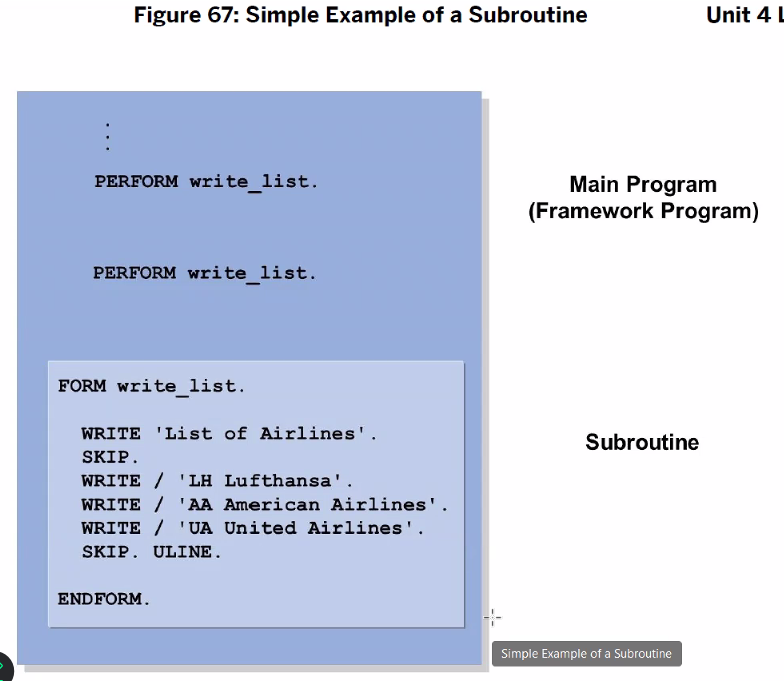 Figure 67: Simple Example of a Subroutine
Unit 4 L
PERFORM write_list.
Main Program
(Framework Program)
PERFORM write_list.
FORM write_list.
WRITE 'List of Airlines'.
SKIP.
WRITE / 'LH Lufthansa'.
WRITE / 'AA American Airlines'.
WRITE / 'UA United Airlines'.
SKIP. ULINE.
ENDFORM.
Subroutine
Simple Example of a Subroutine